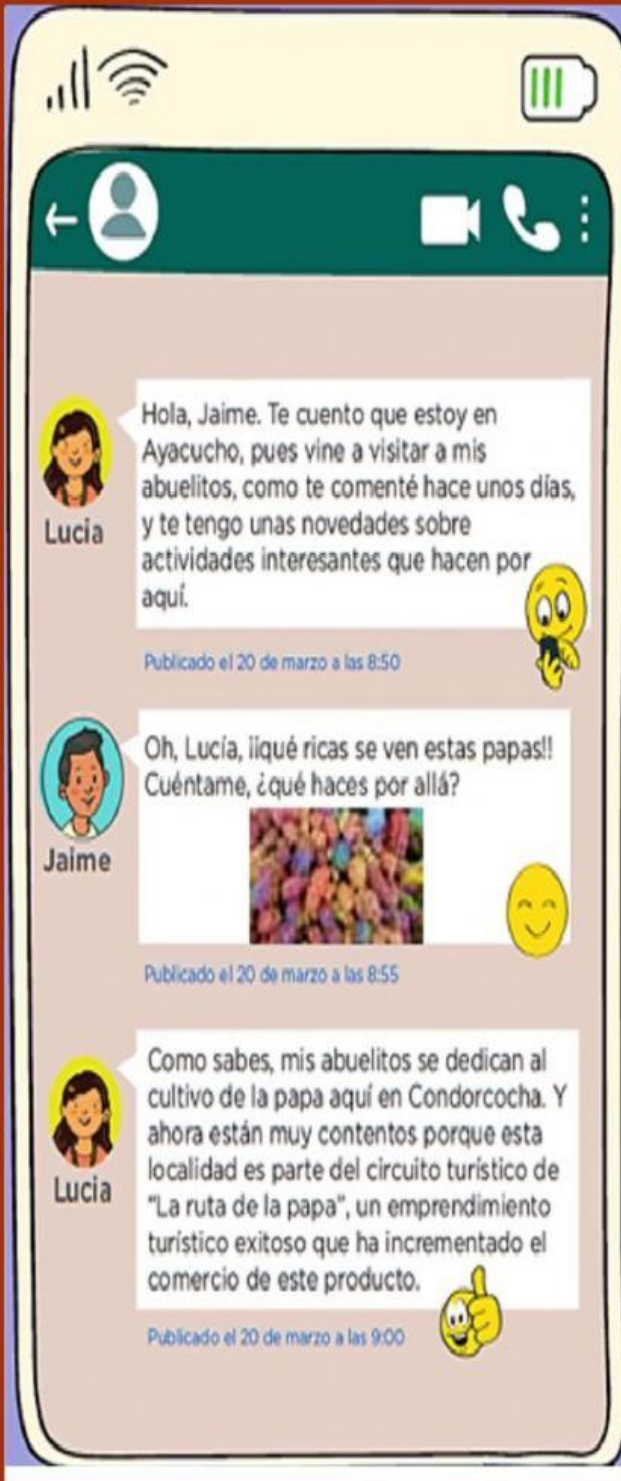 Hola, Jaime. Te cuento que estoy en
Ayacucho, pues vine a visitar a mis
abuelitos, como te comenté hace unos días,
y te tengo unas novedades sobre
actividades interesantes que hacen por
aquí.
Lucia
Publicado el 20 de marzo a las 8:50
Oh, Lucía, ¡¡qué ricas se ven estas papas!!
Cuéntame, ¿qué haces por allá?
Jaime
Publicado el 20 de marzo a las 8:55
Como sabes, mis abuelitos se dedican al
cultivo de la papa aquí en Condorcocha. Y
ahora están muy contentos porque esta
localidad es parte del circuito turístico de
"La ruta de la papa", un emprendimiento
turístico exitoso que ha incrementado el
comercio de este producto.
Lucia
Publicado el 20 de marzo a las 9:00